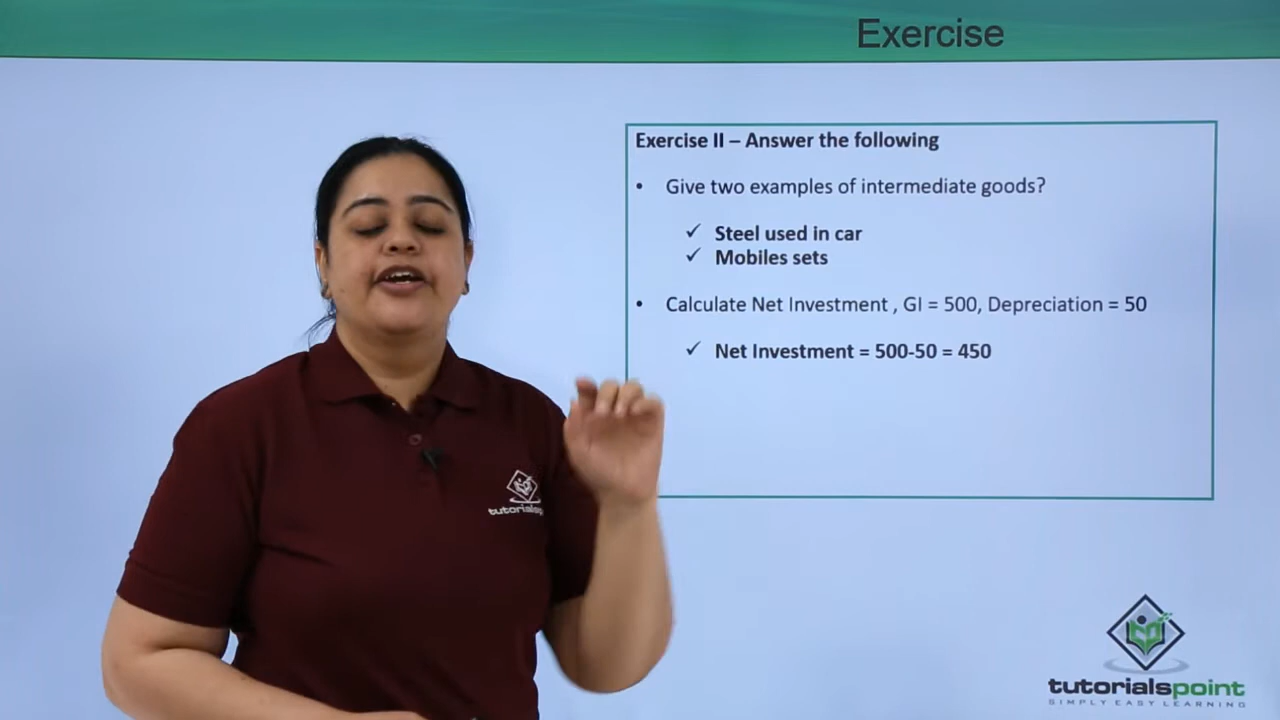 Exercise
Exercise II – Answer the following
• Give two examples of intermediate goods?
✓ Steel used in car
✓ Mobiles sets
• Calculate Net Investment , GI = 500, Depreciation = 50
✓ Net Investment = 500-50 = 450
tutorialsp
tutorialspoint
SIMPLY EASY LEARNING